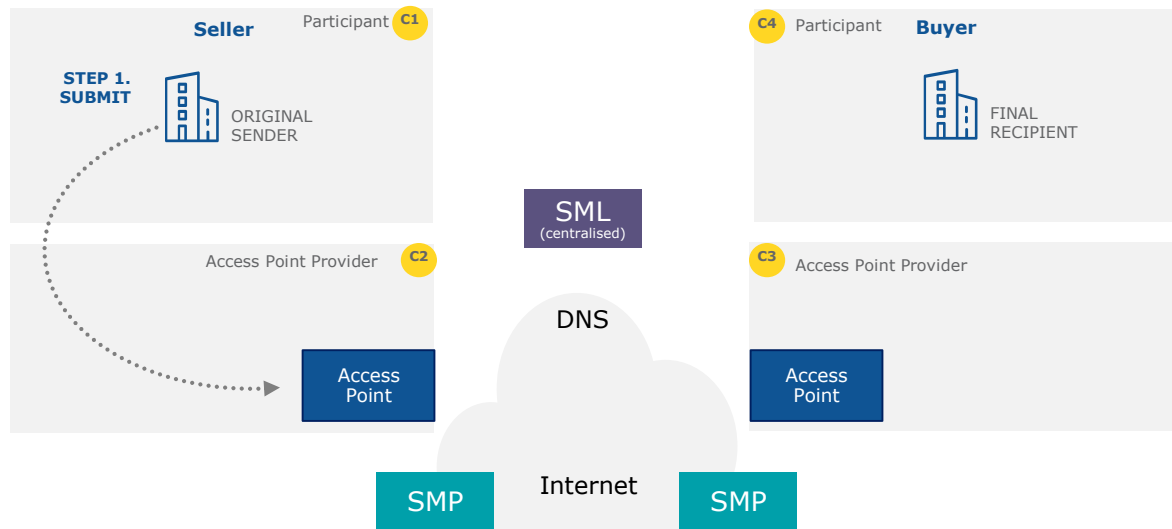 Seller
Participant
C1
STEP 1.
SUBMIT
ORIGINAL
SENDER
C4
Participant
Buyer
FINAL
RECIPIENT
SML
(centralised)
Access Point Provider
C2
C3
Access Point Provider
DNS
Access
Point
Access
Point
Internet
SMP
SMP